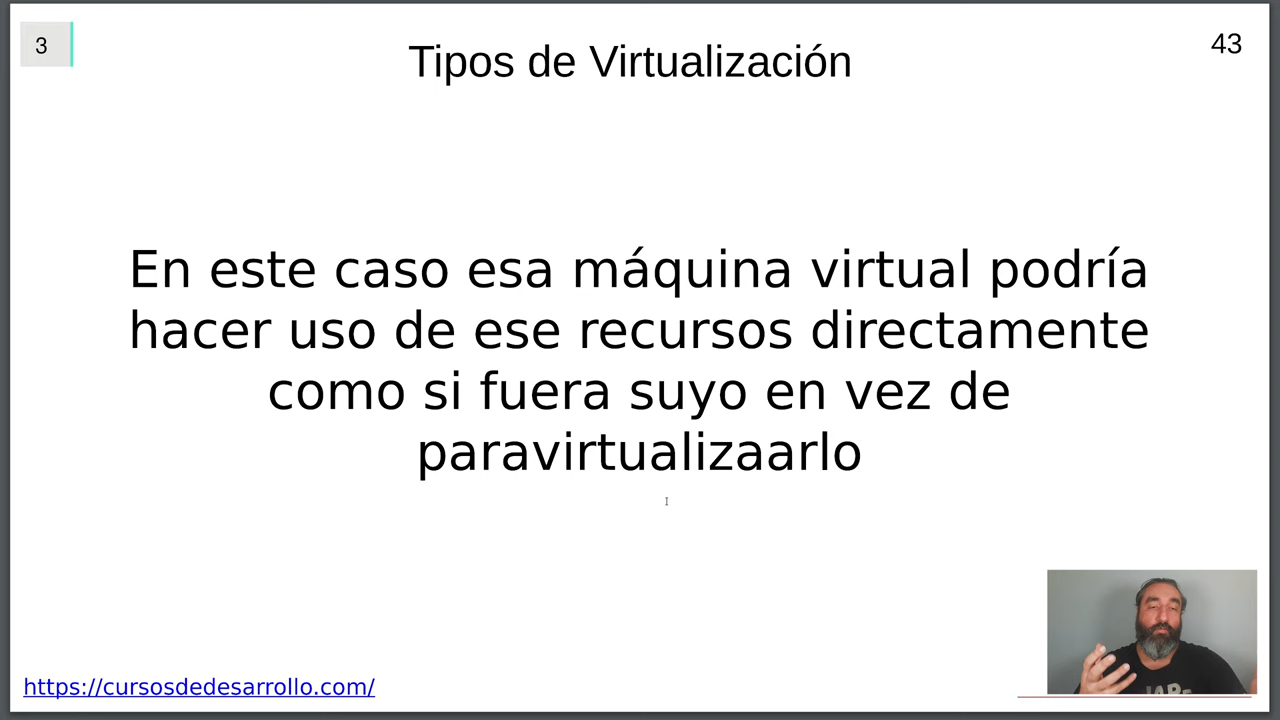 3
Tipos de Virtualización
43
En este caso esa máquina virtual podría
hacer uso de ese recursos directamente
como si fuera suyo en vez de
paravirtualizaarlo
https://cursosdedesarrollo.com/